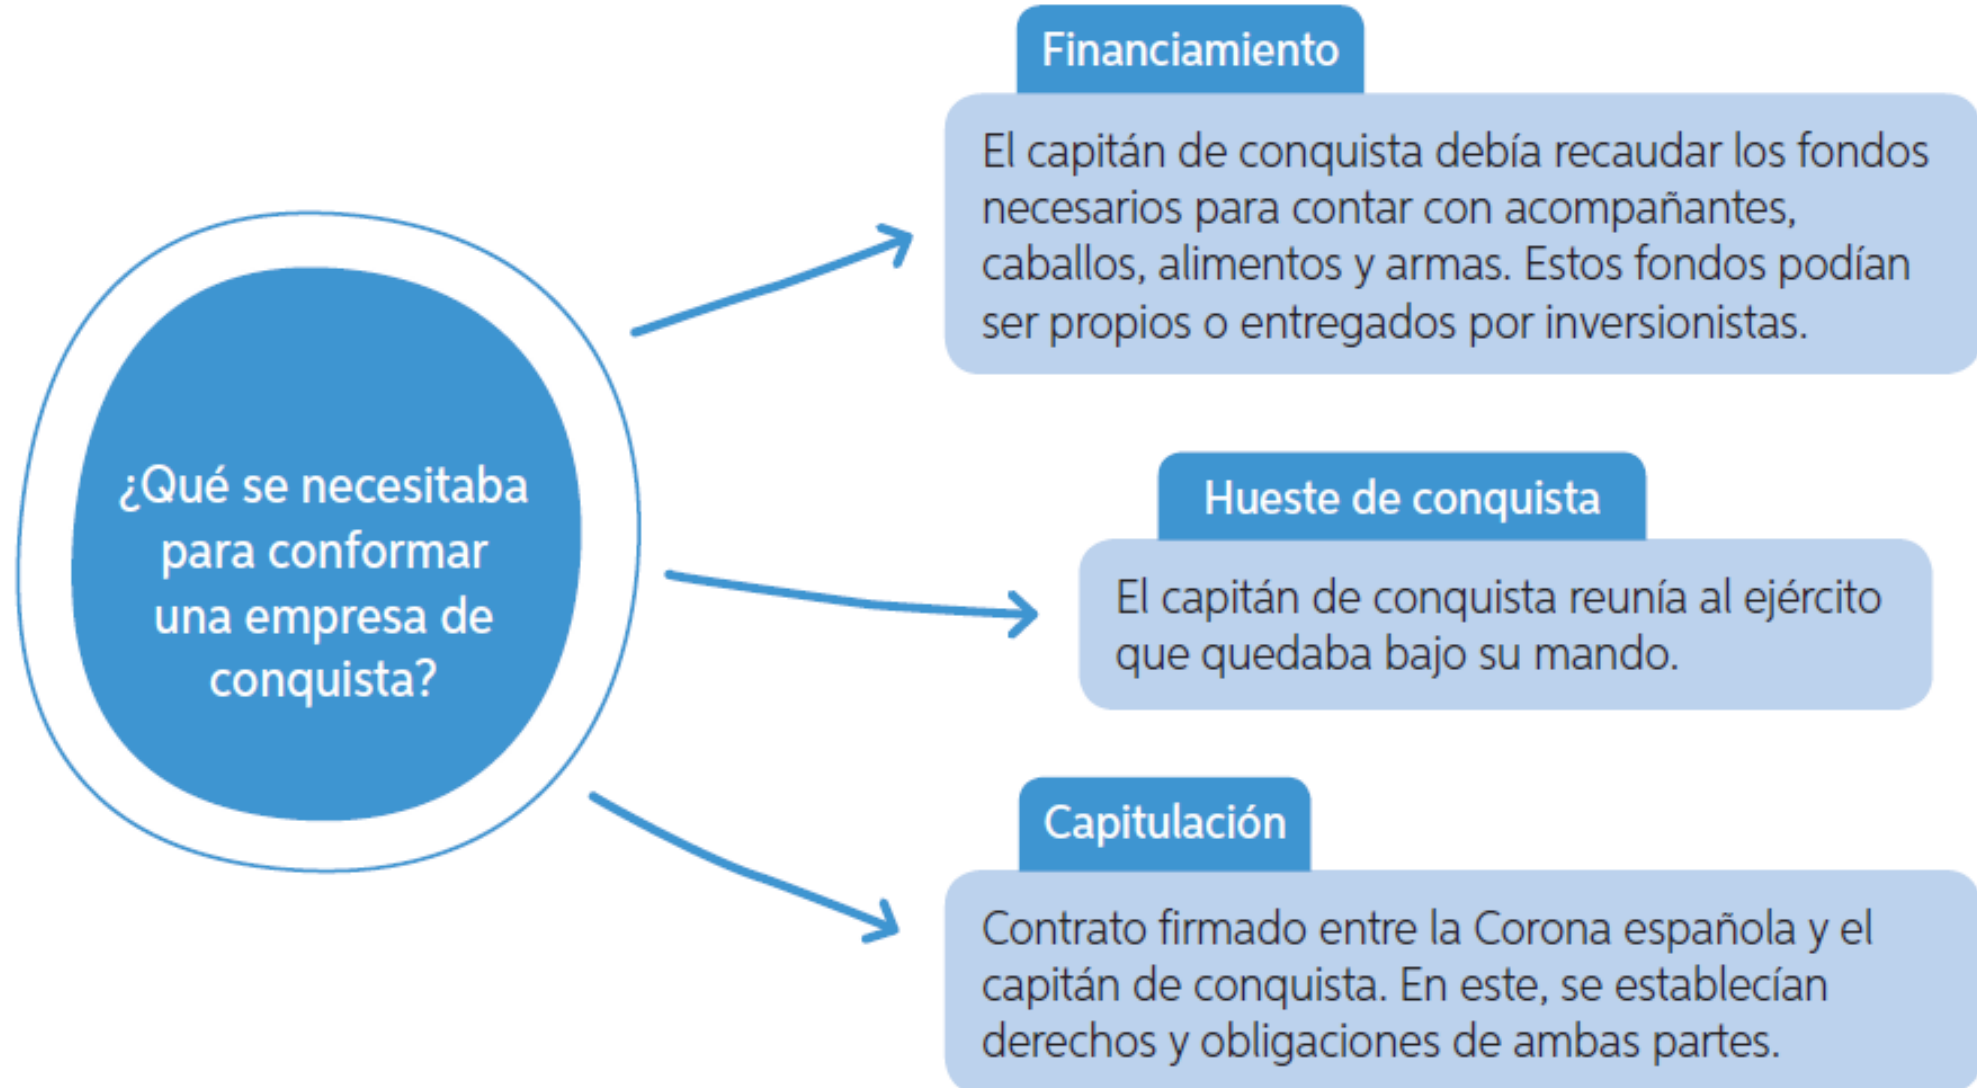 ¿Qué se necesitaba
para conformar
una empresa de
conquista?
Financiamiento
El capitán de conquista debía recaudar los fondos
necesarios para contar con acompañantes,
caballos, alimentos y armas. Estos fondos podían
ser propios o entregados por inversionistas.
Hueste de conquista
El capitán de conquista reunía al ejército
que quedaba bajo su mando.
Capitulación
Contrato firmado entre la Corona española y el
capitán de conquista. En este, se establecían
derechos y obligaciones de ambas partes.